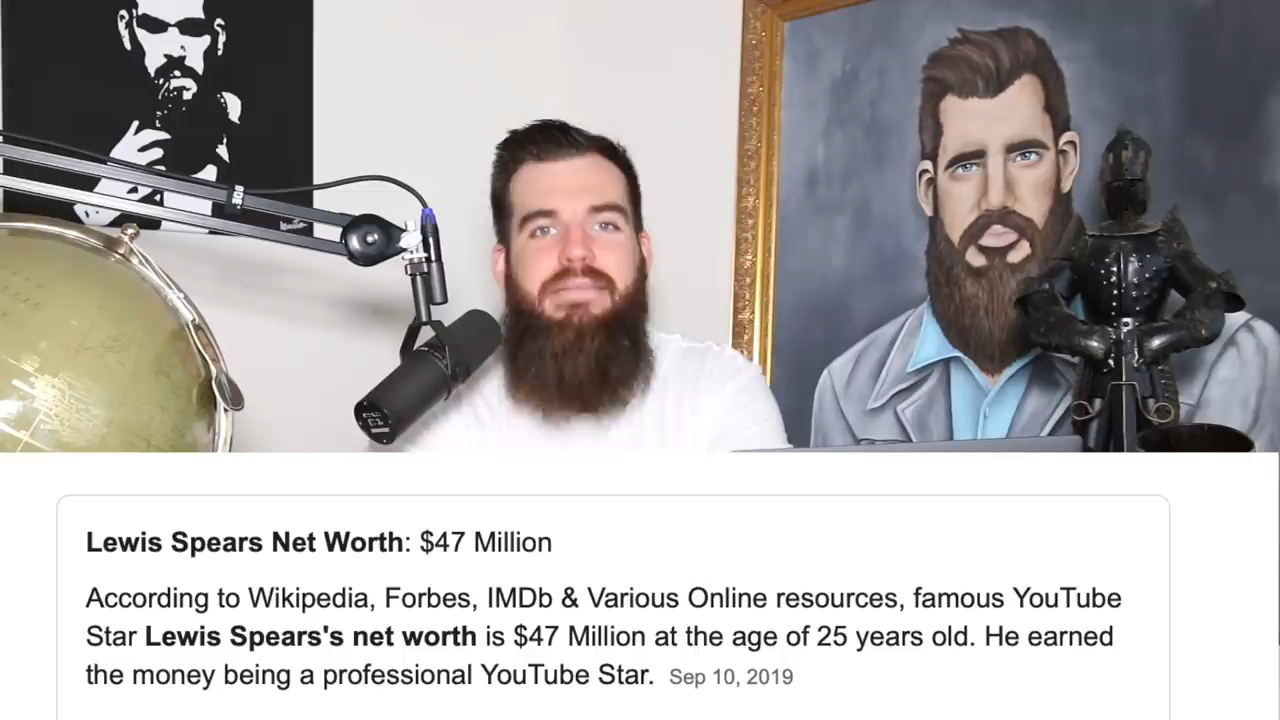 RODE
Lewis Spears Net Worth: $47 Million
According to Wikipedia, Forbes, IMDb & Various Online resources, famous YouTube
Star Lewis Spears's net worth is $47 Million at the age of 25 years old. He earned
the money being a professional YouTube Star. Sep 10, 2019